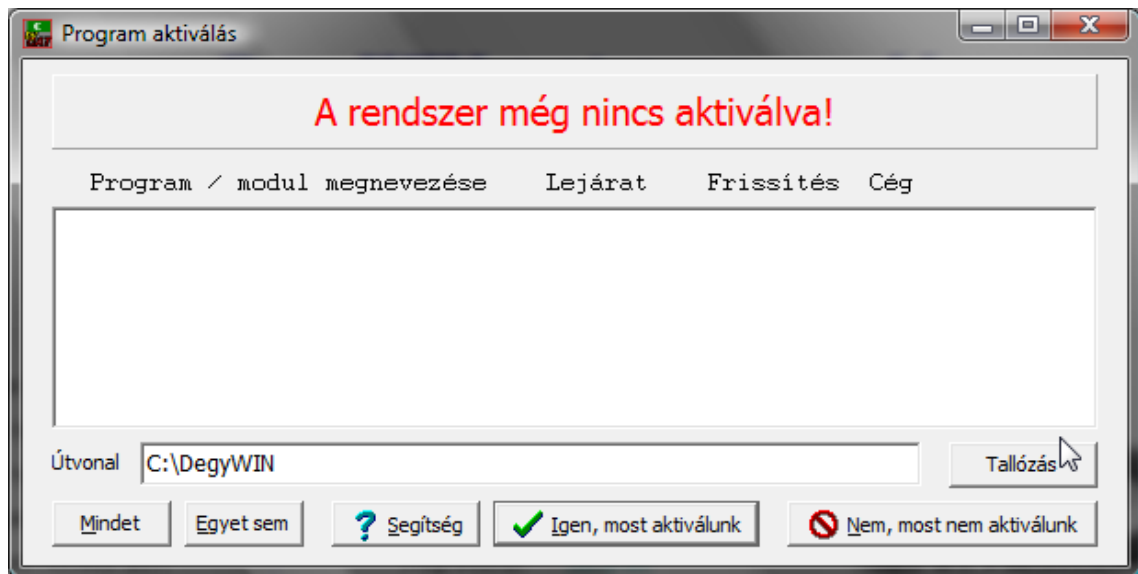 Program aktiválás
A rendszer még nincs aktiválva!
Program / modul megnevezése Lejárat Frissítés Cég
Útvonal C:\DegyWIN Tallózás
Mindet Egyet sem ? Segítség Igen, most aktiválunk Nem, most nem aktiválunk